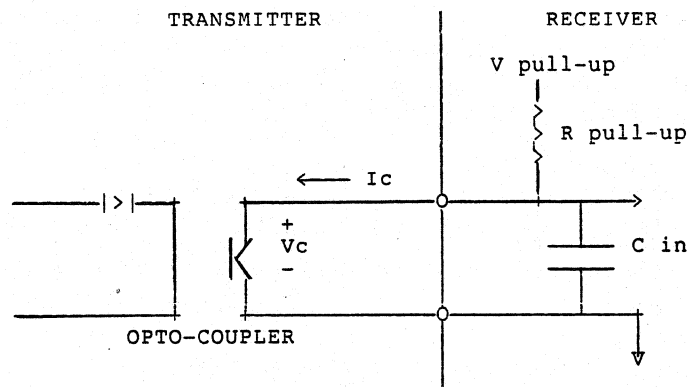 TRANSMITTER
RECEIVER
V pull-up
R pull-up
Ic
+
Vc
-
C in
OPTO-COUPLER